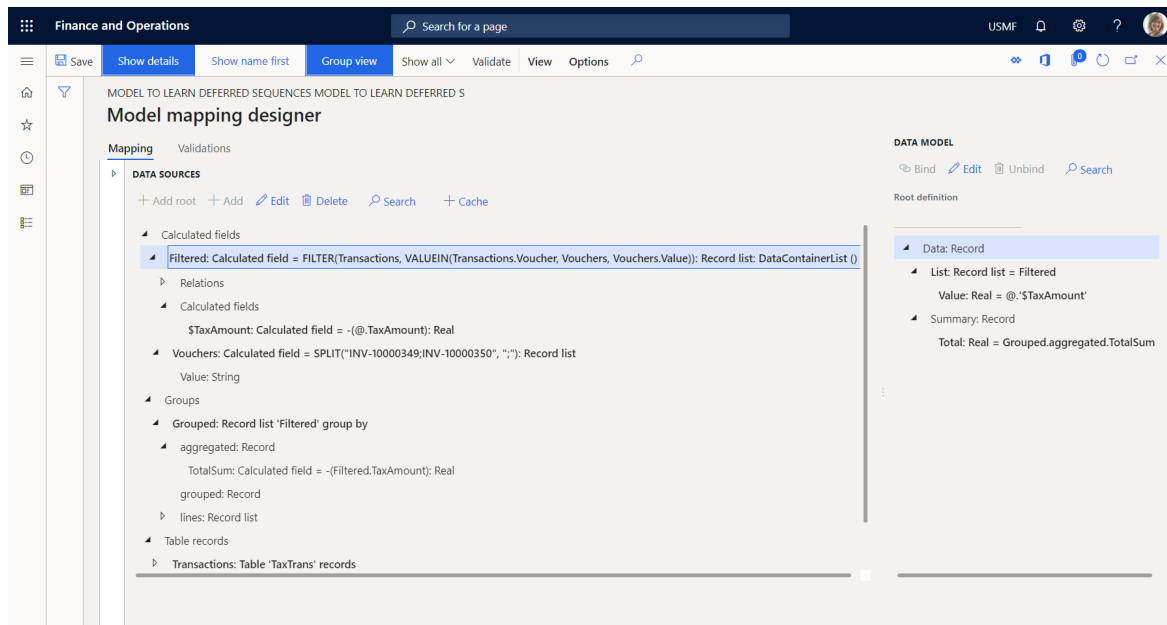 Finance and Operations
Search for a page
USMF
?
Save
Show details
Show name first
Group view
Show all
Validate
View
Options
0
MODEL TO LEARN DEFERRED SEQUENCES MODEL TO LEARN DEFERRED S
Model mapping designer
Mapping
Validations
DATA SOURCES
+ Add root
+ Add
Edit
Delete
Search
+ Cache
Calculated fields
Filtered: Calculated field = FILTER(Transactions, VALUEIN(Transactions.Voucher, Vouchers, Vouchers.Value)): Record list: DataContainerList ()
Relations
Calculated fields
$TaxAmount: Calculated field = -(@.TaxAmount): Real
Vouchers: Calculated field = SPLIT("INV-10000349;INV-10000350", ";"): Record list
Value: String
Groups
Grouped: Record list 'Filtered' group by
aggregated: Record
TotalSum: Calculated field = -(Filtered.TaxAmount): Real
grouped: Record
lines: Record list
Table records
Transactions: Table 'TaxTrans' records
DATA MODEL
Bind
Edit
Unbind
Search
Root definition
Data: Record
List: Record list = Filtered
Value: Real = @.'$TaxAmount'
Summary: Record
Total: Real = Grouped.aggregated.TotalSum